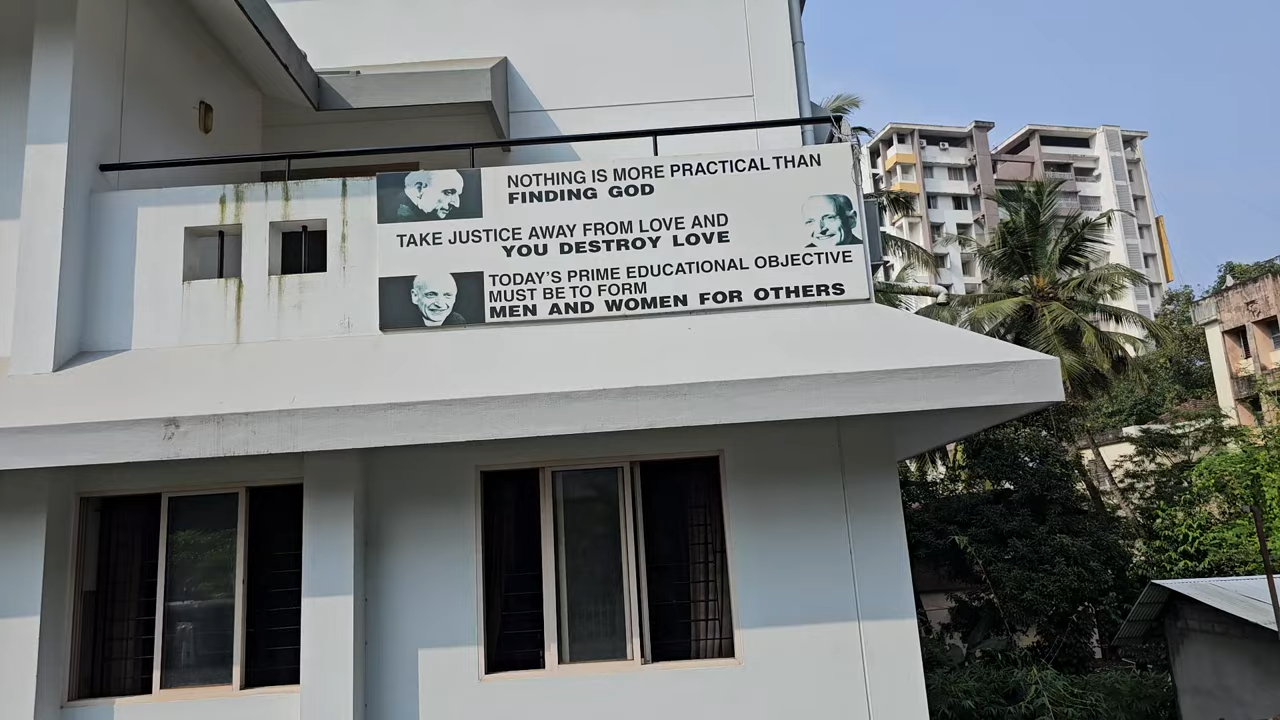 NOTHING IS MORE PRACTICAL THAN
FINDING GOD
TAKE JUSTICE AWAY FROM LOVE AND
YOU DESTROY LOVE
TODAY'S PRIME EDUCATIONAL OBJECTIVE
MUST BE TO FORM
MEN AND WOMEN FOR OTHERS